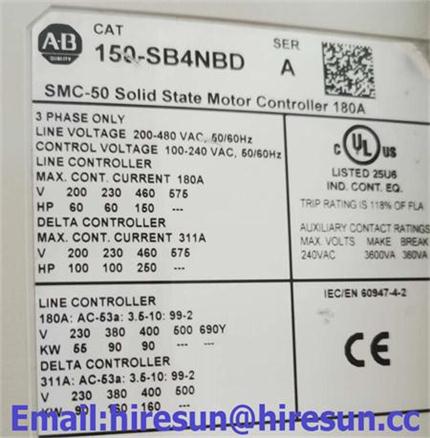 A-B
QUALITY
CAT
150-SB4NBD
SER
A
SMC-50 Solid State Motor Controller 180A
3 PHASE ONLY
LINE VOLTAGE 200-480 VAC, 50/60Hz
CONTROL VOLTAGE 100-240 VAC, 50/60Hz
LINE CONTROLLER
MAX. CONT. CURRENT 180A
V 200 230 460 575
HP 60 60 150 ---
DELTA CONTROLLER
MAX. CONT. CURRENT 311A
V 200 230 460 575
HP 100 100 250 ---
c UL us
LISTED 25U6
IND. CONT. EQ.
TRIP RATING IS 118% OF FLA
AUXILIARY CONTACT RATINGS
MAX. VOLTS MAKE BREAK
240VAC 3600VA 360VA
LINE CONTROLLER
180A: AC-53a: 3.5-10: 99-2
V 230 380 400 500 690Y
KW 55 90 90 --- ---
DELTA CONTROLLER
311A: AC-53a: 3.5-10: 99-2
V 230 380 400 500
KW 90 160 ---
IEC/EN 60947-4-2
CE
Email:hiresun@hiresun.cc